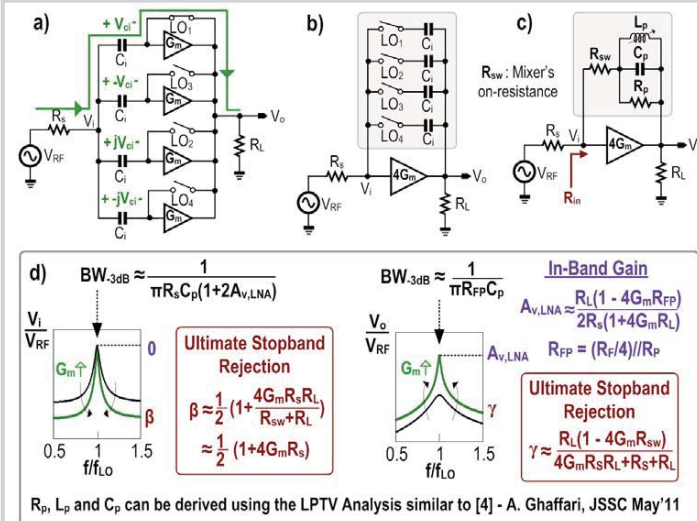 a)
+ Vci -
LO1
Ci
Gm
+ -Vci -
LO3
Ci
Gm
Rs
Vi
Vo
VRF
+ jVci -
LO2
RL
Ci
Gm
+ -jVci -
LO4
Ci
Gm
b)
LO1
Ci
LO2
Ci
LO3
Ci
LO4
Ci
Rs
Vi
4Gm
Vo
VRF
RL
c)
Lp
Rsw
Cp
Rp
Rsw : Mixer's
on-resistance
Rs
Vi
4Gm
V
VRF
Rin
RL
d)
BW-3dB ≈ 1 / πRsCp(1+2Av,LNA)
Vi / VRF
0
Gm⇧
β
0.5 1 1.5
f/fLO
Ultimate Stopband
Rejection
β ≈ 1/2 (1+ 4GmRsRL / Rsw+RL)
≈ 1/2 (1+4GmRs)
BW-3dB ≈ 1 / πRFPCp
Vo / VRF
Gm⇧
Av,LNA
γ
0.5 1 1.5
f/fLO
In-Band Gain
Av,LNA ≈ RL(1 - 4GmRFP) / 2Rs(1+4GmRL)
RFP = (RF/4)//RP
Ultimate Stopband
Rejection
γ ≈ RL(1 - 4GmRsw) / 4GmRSRL+RS+RL
Rp, Lp and Cp can be derived using the LPTV Analysis similar to [4] - A. Ghaffari, JSSC May'11